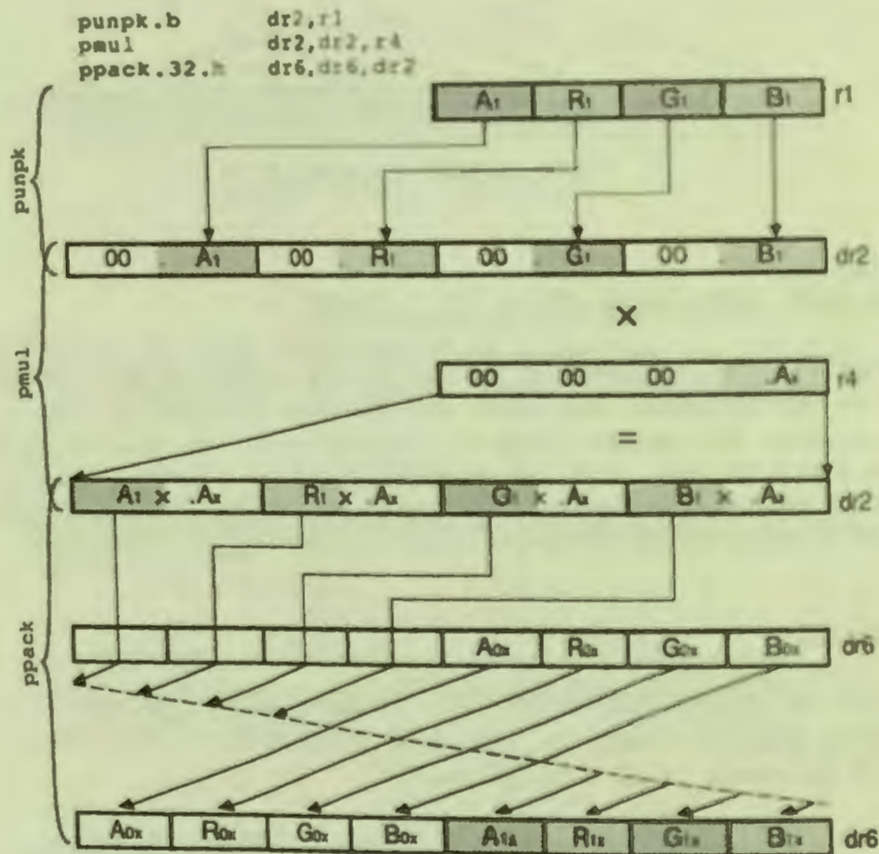 punpk.b dr2,r1
pmul dr2,dr2,r4
ppack.32.h dr6,dr6,dr2
A1 R1 G1 B1 r1
punpk
00 .A1 00 .R1 00 .G1 00 .B1 dr2
×
pmul
00 00 00 .Ax r4
=
A1 × .Ax R1 × .Ax G1 × .Ax B1 × .Ax dr2
ppack
A0x R0x G0x B0x dr6
A0x R0x G0x B0x A1x R1x G1x B1x dr6